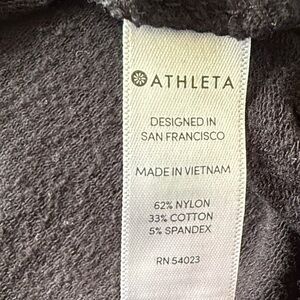 ATHLETA
DESIGNED IN
SAN FRANCISCO
MADE IN VIETNAM
62% NYLON
33% COTTON
5% SPANDEX
RN 54023